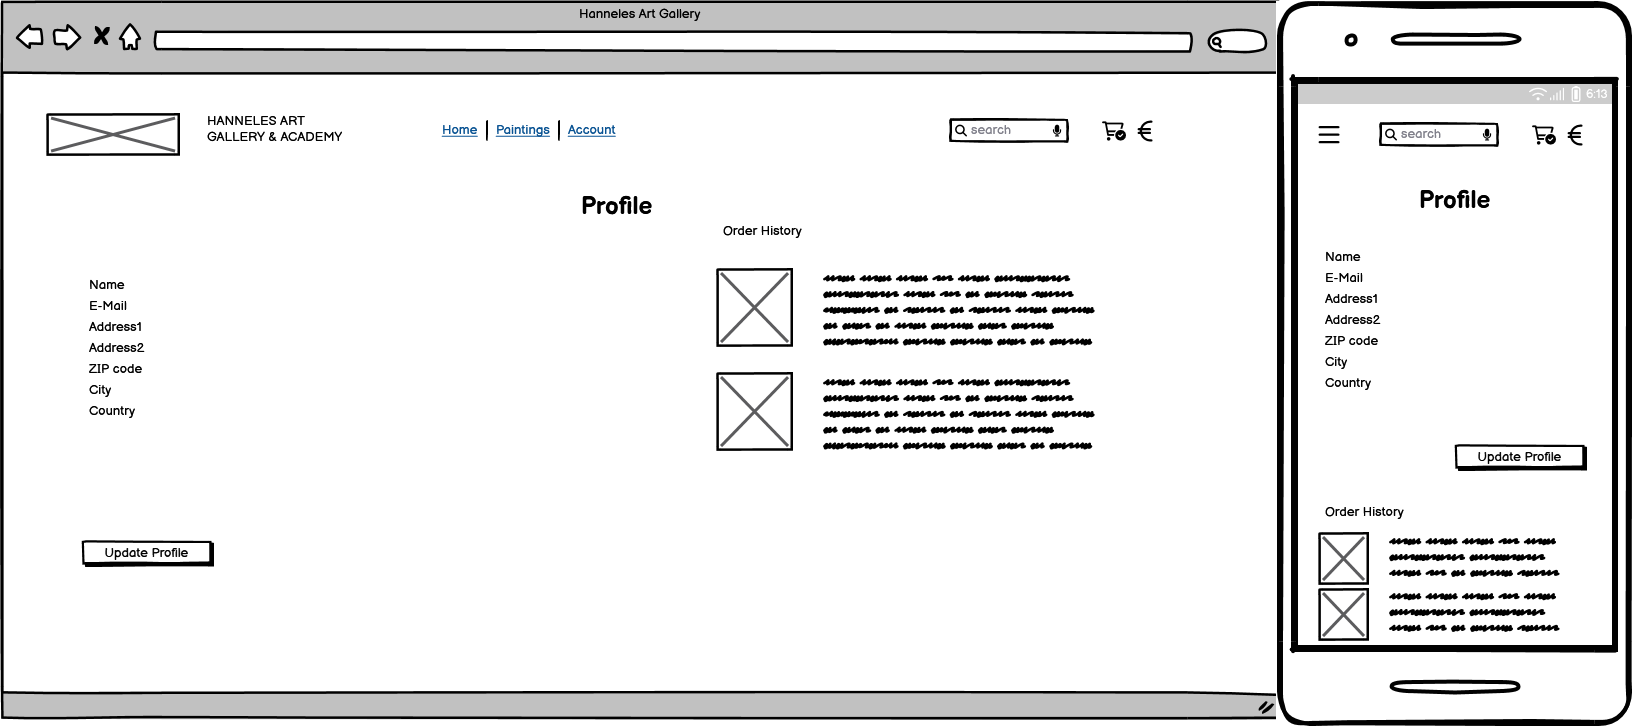 Hanneles Art Gallery
HANNELES ART
GALLERY & ACADEMY
Home
Paintings
Account
search
€
Profile
Order History
Name
E-Mail
Address1
Address2
ZIP code
City
Country
Update Profile
6:13
search
€
Profile
Name
E-Mail
Address1
Address2
ZIP code
City
Country
Update Profile
Order History